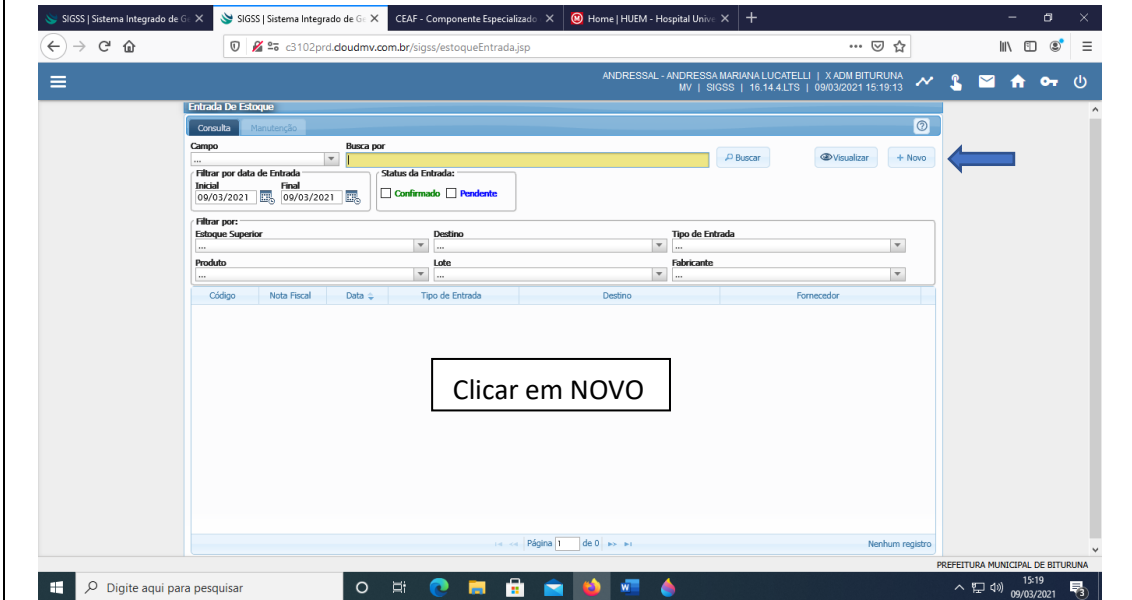 SIGSS | Sistema Integrado de G
SIGSS | Sistema Integrado de Ge
CEAF - Componente Especializado
Home | HUEM - Hospital Unive
c3102prd.cloudmv.com.br/sigss/estoqueEntrada.jsp
ANDRESSAL - ANDRESSA MARIANA LUCATELLI | X ADM BITURUNA
MV | SIGSS | 16.14.4.LTS | 09/03/2021 15:19:13
Entrada De Estoque
Consulta Manutenção
Campo Busca por
... Buscar Visualizar + Novo
Filtrar por data de Entrada Status da Entrada:
Inicial Final Confirmado Pendente
09/03/2021 09/03/2021
Filtrar por:
Estoque Superior Destino Tipo de Entrada
... ... ...
Produto Lote Fabricante
... ... ...
Código Nota Fiscal Data Tipo de Entrada Destino Fornecedor
Clicar em NOVO
Página 1 de 0 Nenhum registro
PREFEITURA MUNICIPAL DE BITURUNA
Digite aqui para pesquisar
15:19
09/03/2021
3